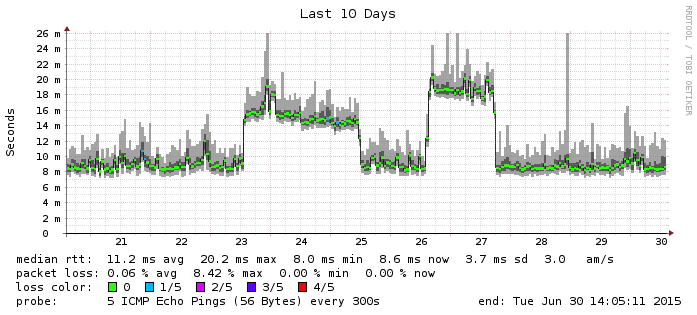 Last 10 Days
RRDTOOL / TOBI OETIKER
Seconds
26 m
24 m
22 m
20 m
18 m
16 m
14 m
12 m
10 m
8 m
6 m
4 m
2 m
0
21 22 23 24 25 26 27 28 29 30
median rtt: 11.2 ms avg 20.2 ms max 8.0 ms min 8.6 ms now 3.7 ms sd 3.0 am/s
packet loss: 0.06 % avg 8.42 % max 0.00 % min 0.00 % now
loss color: 0 1/5 2/5 3/5 4/5
probe: 5 ICMP Echo Pings (56 Bytes) every 300s end: Tue Jun 30 14:05:11 2015